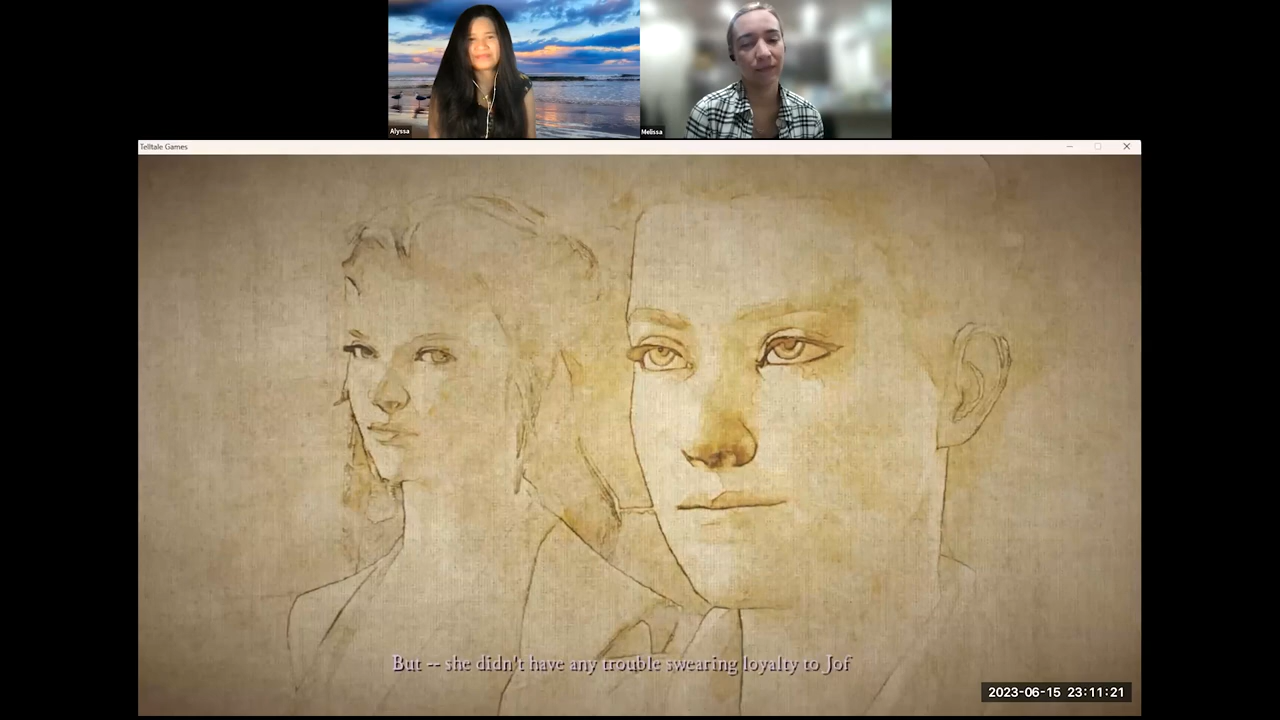 Alyssa
Melissa
Telltale Games
But -- she didn't have any trouble swearing loyalty to Jof
2023-06-15 23:11:21